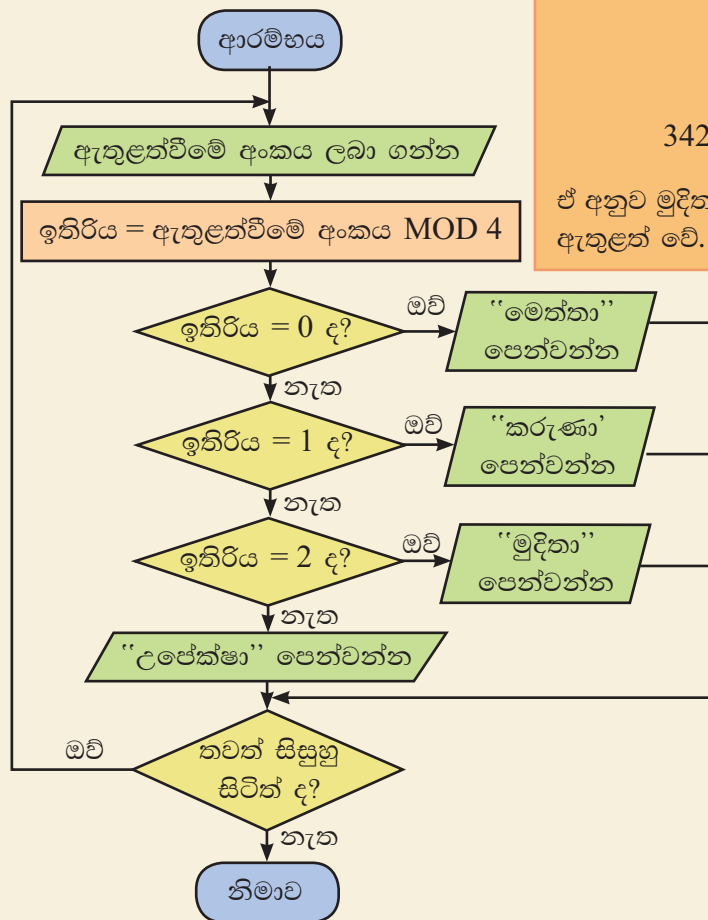 ආරම්භය
ඇතුළත්වීමේ අංකය ලබා ගන්න
ඉතිරිය = ඇතුළත්වීමේ අංකය MOD 4
342
ඒ අනුව මුදිතා
ඇතුළත් වේ.
ඉතිරිය = 0 ද?
ඔව්
“මෙත්තා”
පෙන්වන්න
නැත
ඉතිරිය = 1 ද?
ඔව්
“කරුණා’
පෙන්වන්න
නැත
ඉතිරිය = 2 ද?
ඔව්
“මුදිතා”
පෙන්වන්න
නැත
“උපේක්ෂා” පෙන්වන්න
ඔව්
තවත් සිසුහු
සිටිත් ද?
නැත
නිමාව